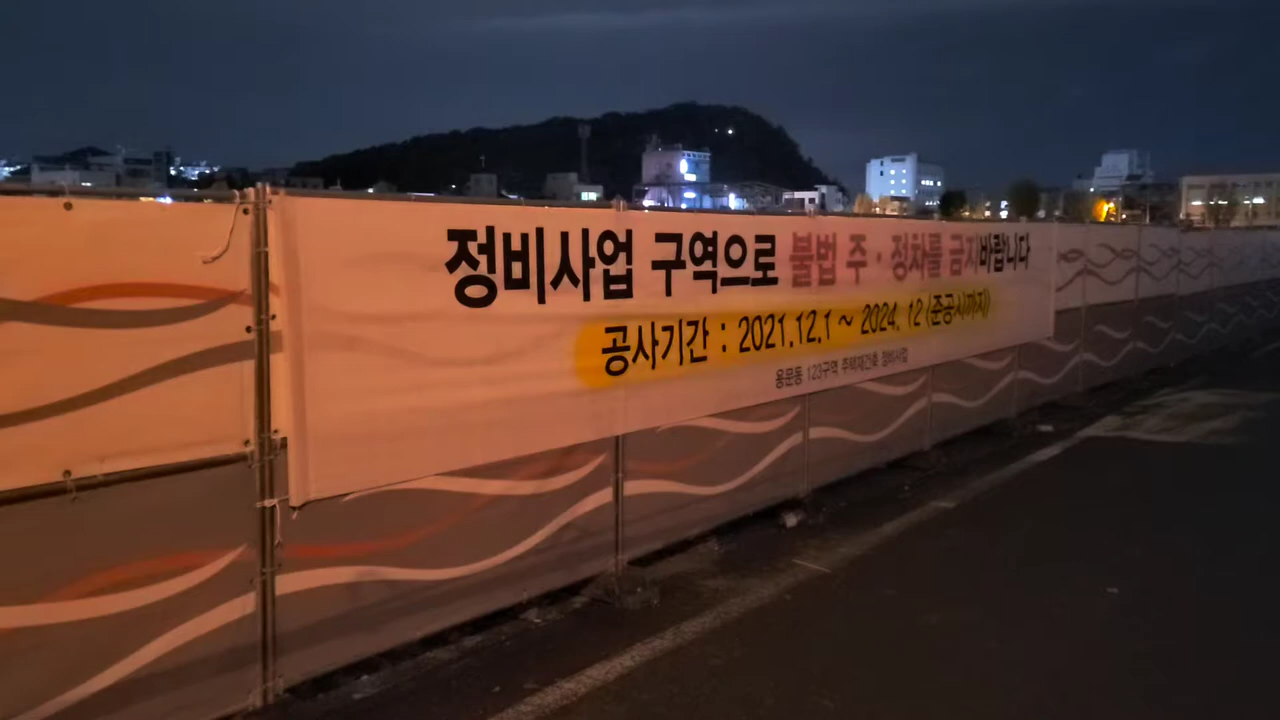 정비사업 구역으로 불법 주·정차를 금지바랍니다
공사기간 : 2021.12.1 ~ 2024. 12 (준공시까지)
용문동 123구역 주택재건축 정비사업